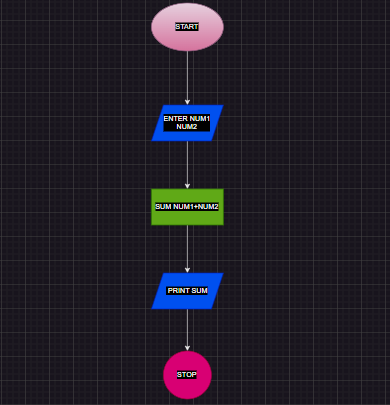 START
ENTER NUM1
NUM2
SUM NUM1+NUM2
PRINT SUM
STOP